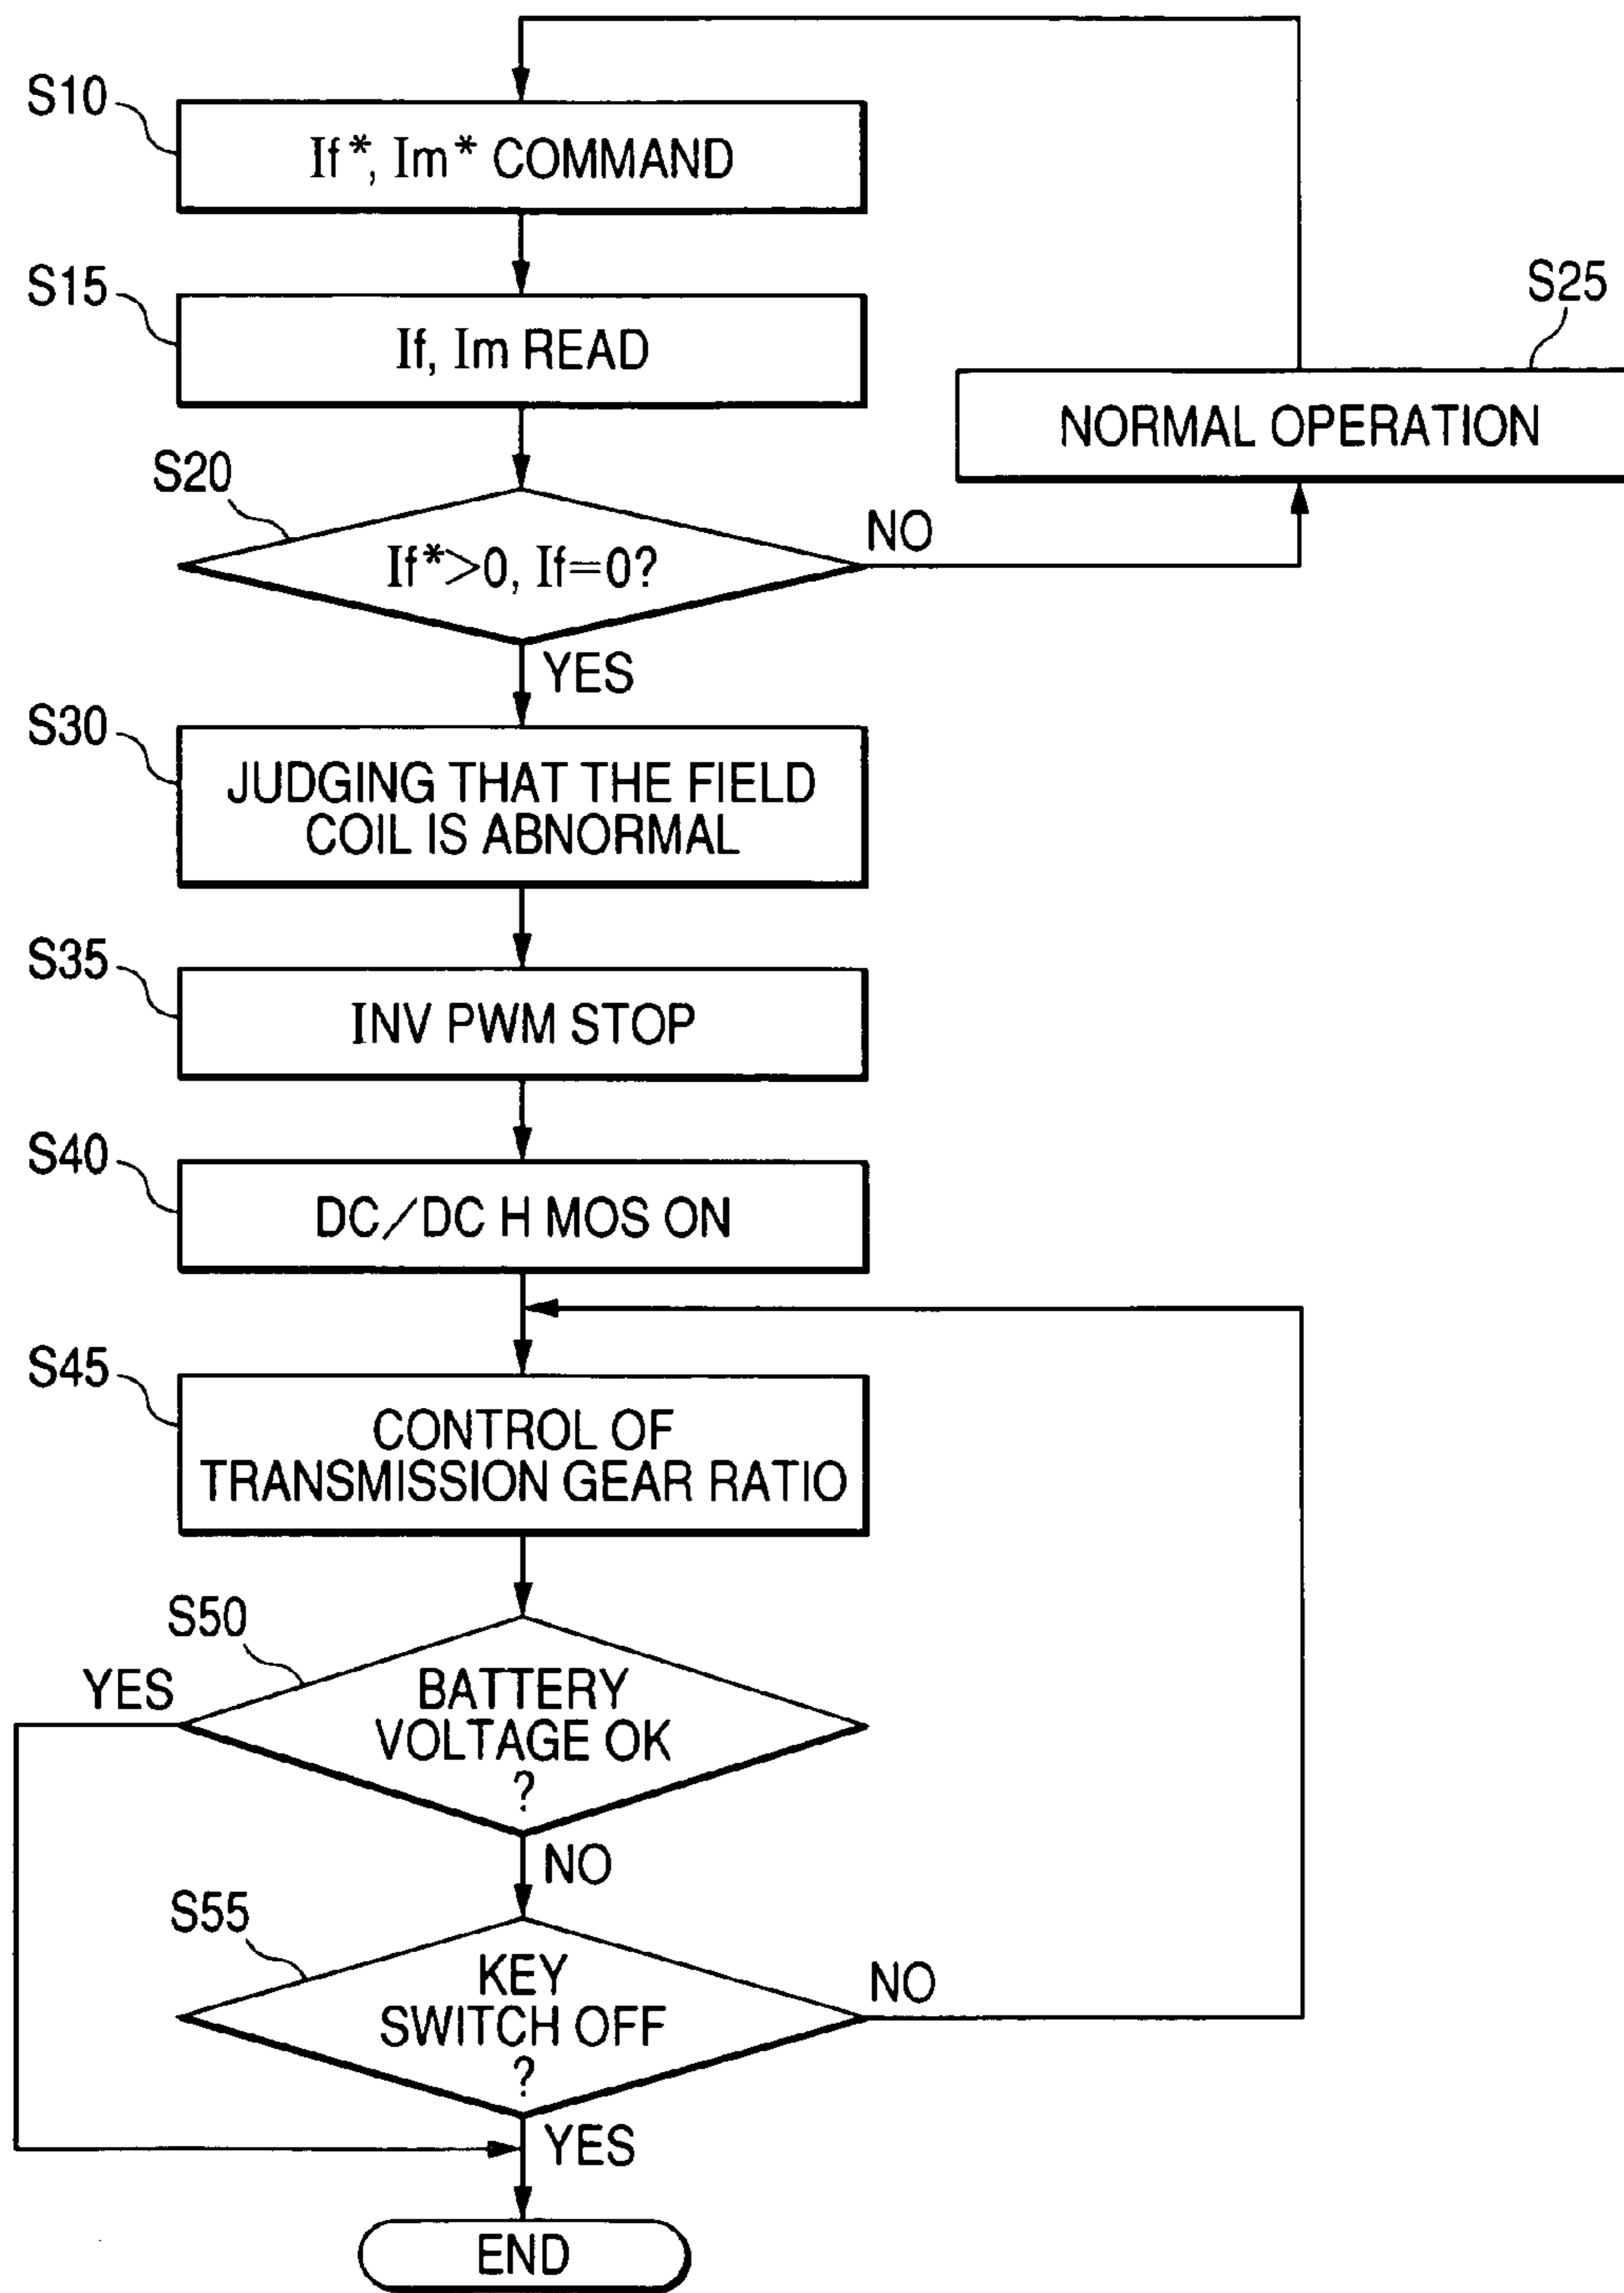 S10
If*, Im* COMMAND
S15
If, Im READ
S25
NORMAL OPERATION
S20
If*>0, If=0?
NO
YES
S30
JUDGING THAT THE FIELD
COIL IS ABNORMAL
S35
INV PWM STOP
S40
DC/DC H MOS ON
S45
CONTROL OF
TRANSMISSION GEAR RATIO
S50
YES
BATTERY
VOLTAGE OK
?
NO
S55
KEY
SWITCH OFF
?
NO
YES
END